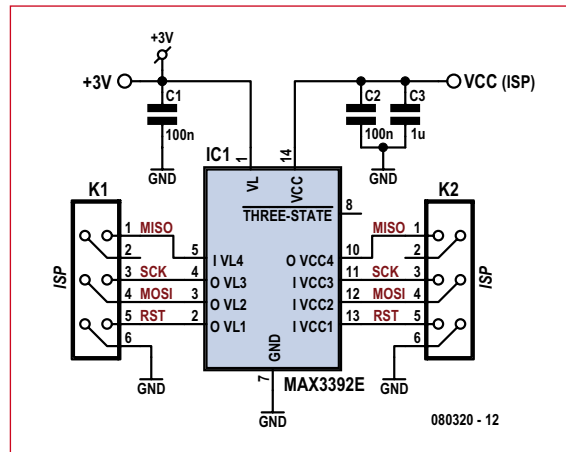 +3V
+3V
VCC (ISP)
C1
100n
C2
100n
C3
1u
GND
GND
IC1
1
14
VL
VCC
THREE-STATE
8
K1
K2
ISP
ISP
1 MISO
2
3 SCK
4 MOSI
5 RST
6
GND
5 I VL4
4 O VL3
3 O VL2
2 O VL1
O VCC4 10
I VCC3 11
I VCC2 12
I VCC1 13
MISO 1
2
SCK 3
MOSI 4
RST 5
6
GND
GND
7
GND
MAX3392E
080320 - 12